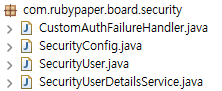 com.rubypaper.board.security
CustomAuthFailureHandler.java
SecurityConfig.java
SecurityUser.java
SecurityUserDetailsService.java